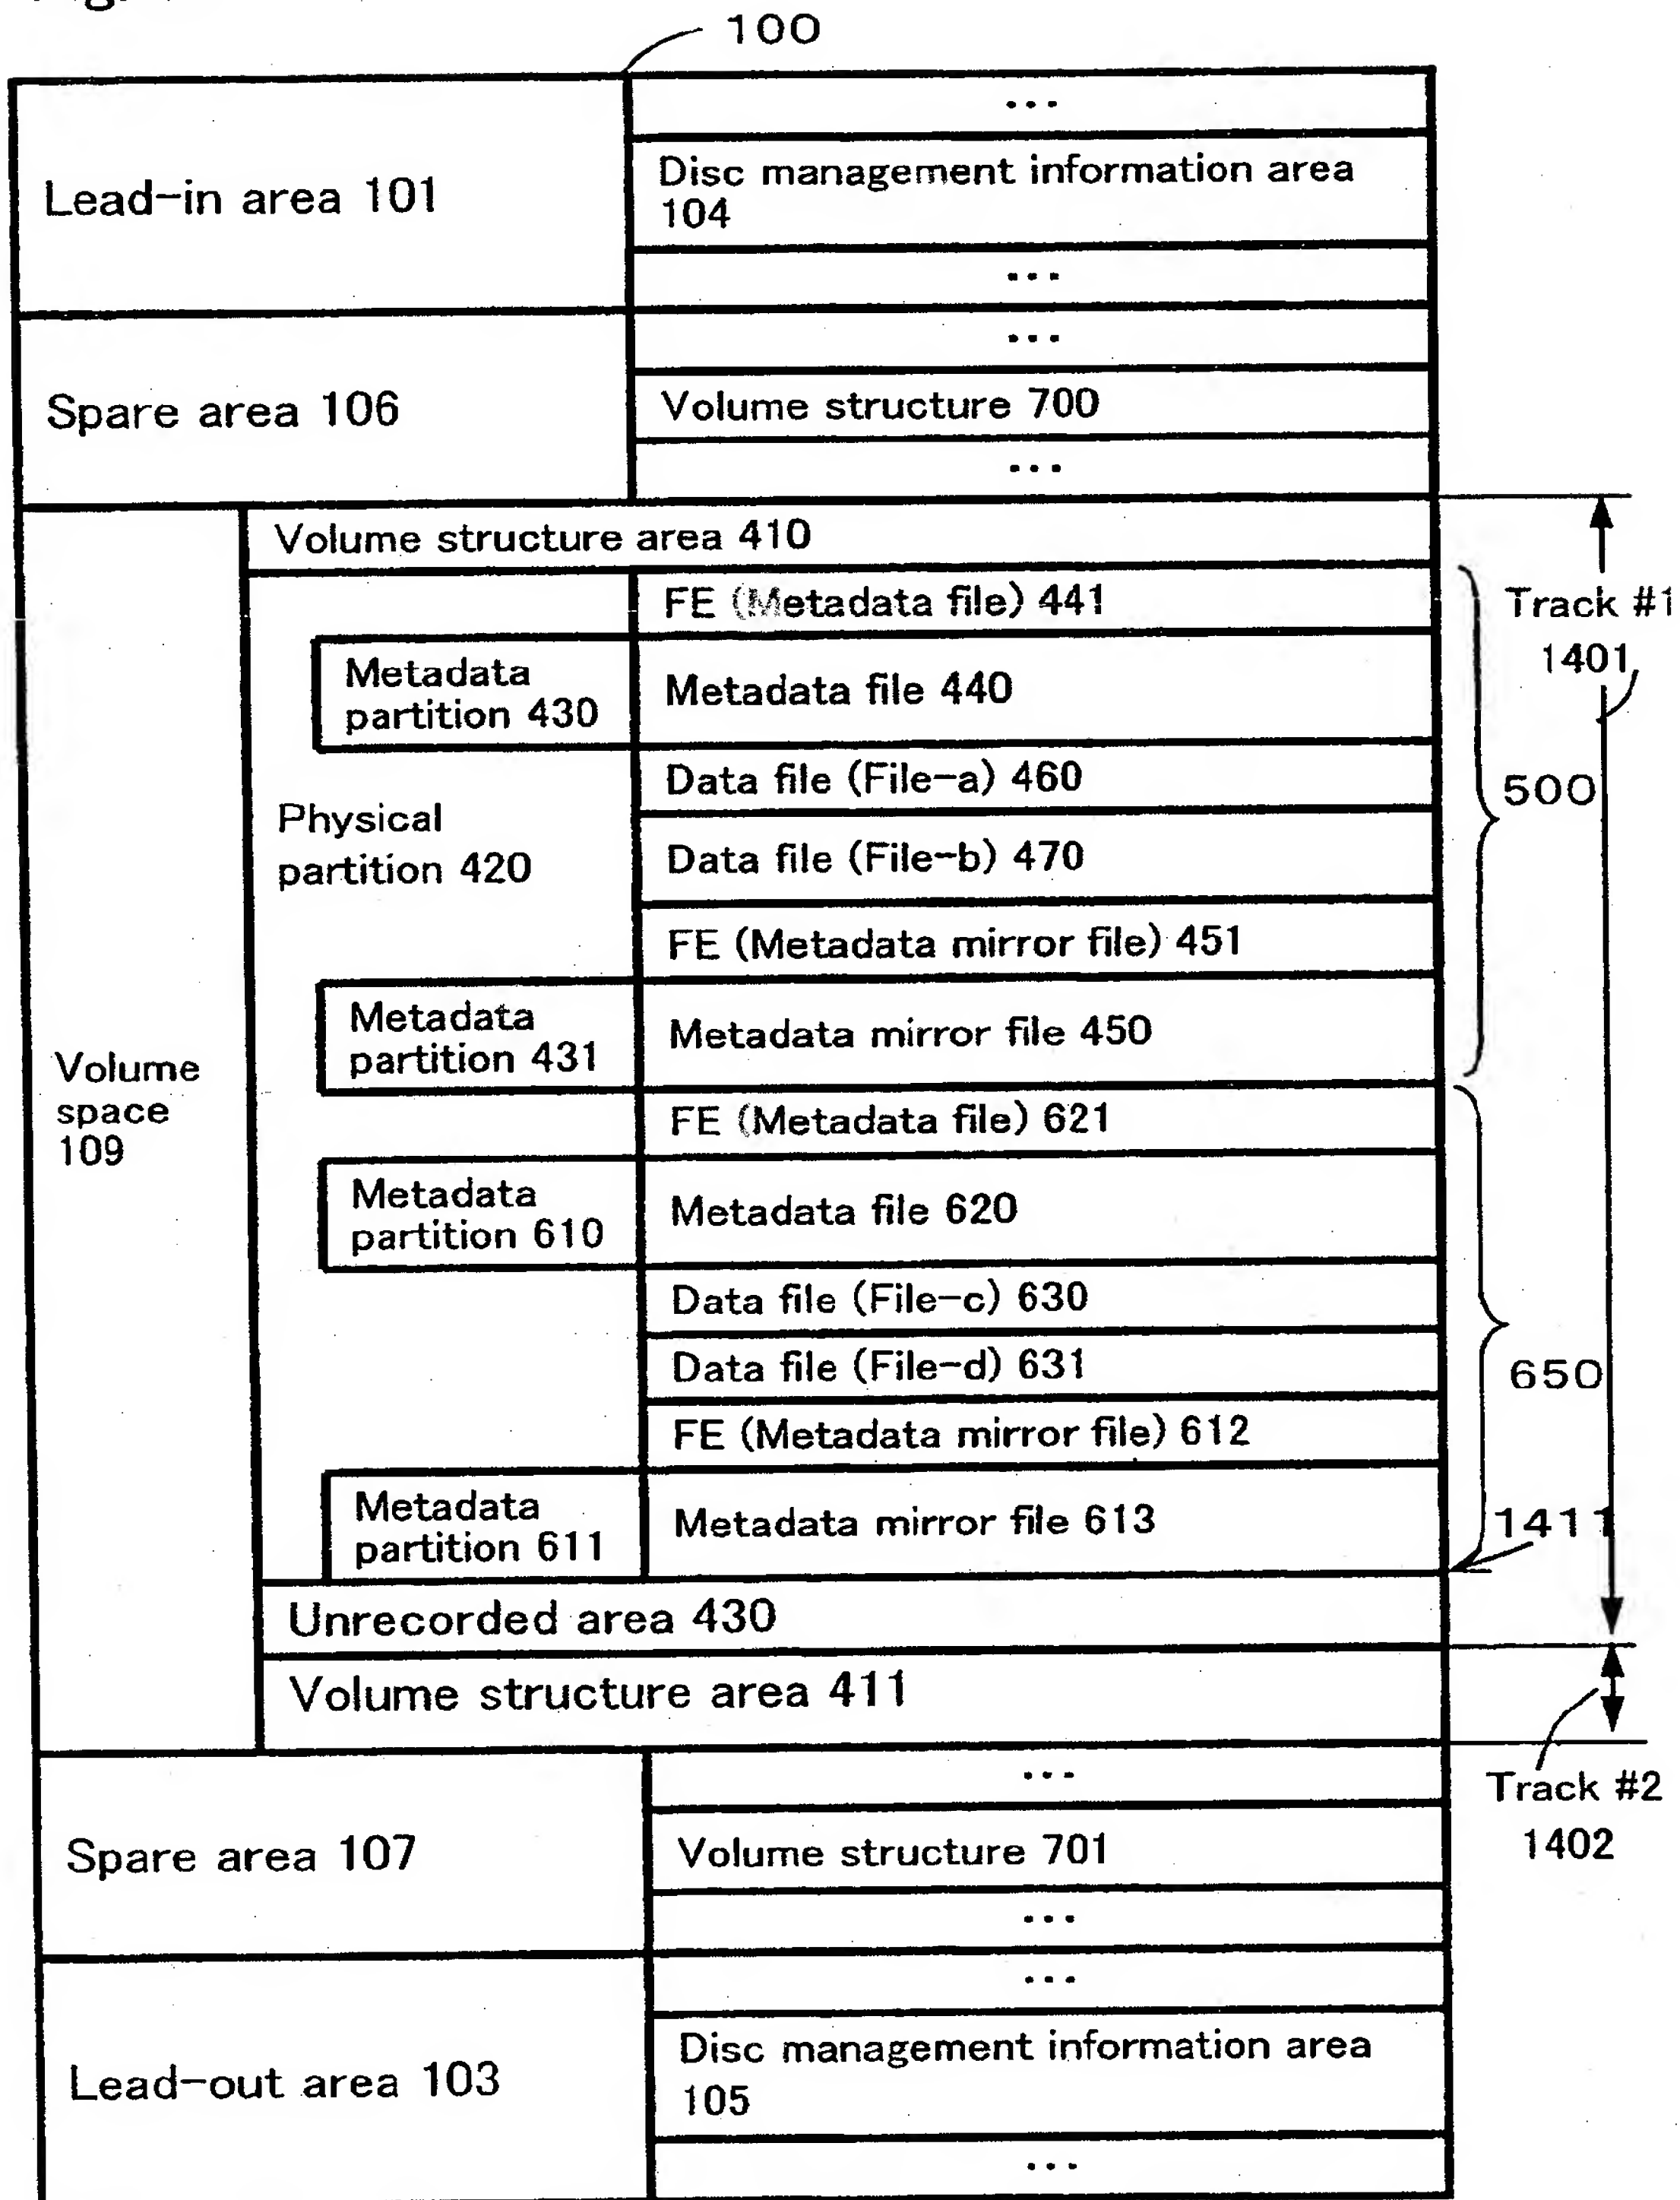 100
...
Lead-in area 101
Disc management information area
104
...
...
Spare area 106
Volume structure 700
...
Volume structure area 410
FE (Metadata file) 441
Track #1
1401
Metadata
partition 430
Metadata file 440
Data file (File-a) 460
500
Physical
partition 420
Data file (File-b) 470
FE (Metadata mirror file) 451
Metadata
partition 431
Metadata mirror file 450
Volume
space
109
FE (Metadata file) 621
Metadata
partition 610
Metadata file 620
Data file (File-c) 630
Data file (File-d) 631
650
FE (Metadata mirror file) 612
Metadata
partition 611
Metadata mirror file 613
1411
Unrecorded area 430
Volume structure area 411
...
Track #2
1402
Spare area 107
Volume structure 701
...
...
Lead-out area 103
Disc management information area
105
...